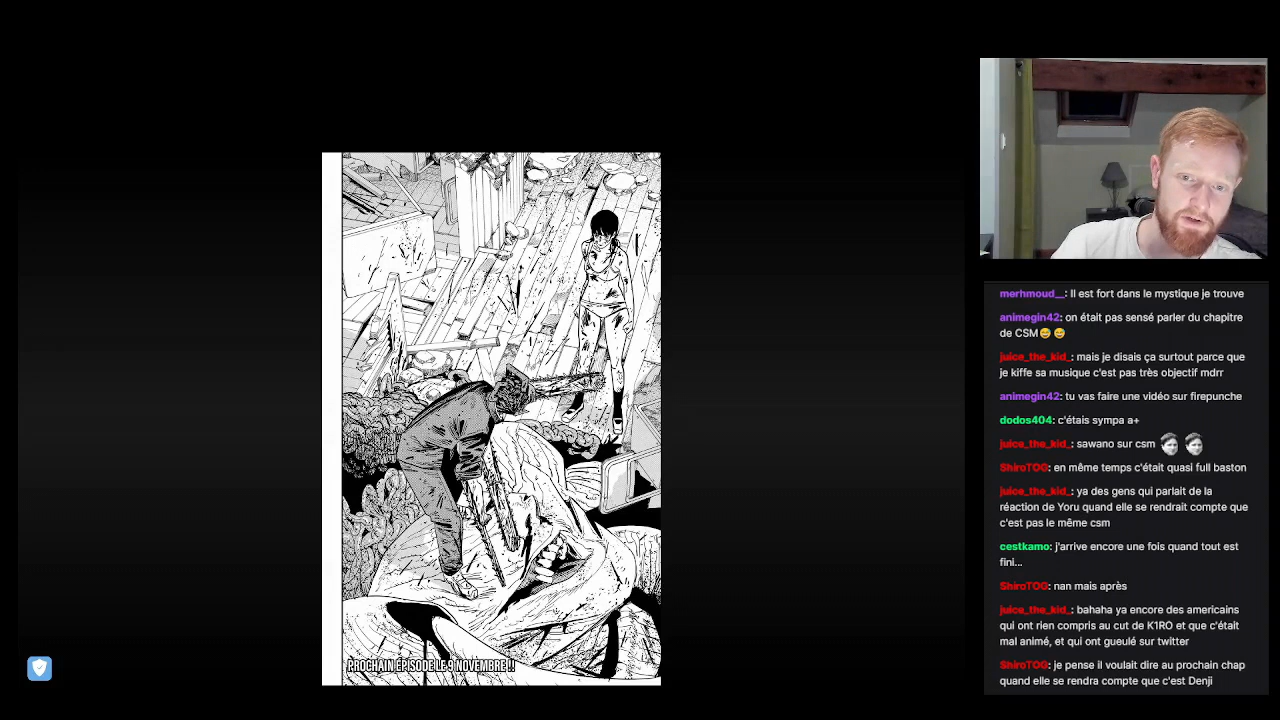 PROCHAIN ÉPISODE LE 9 NOVEMBRE !!
merhmoud__: Il est fort dans le mystique je trouve
animegin42: on était pas sensé parler du chapitre
de CSM😅 😅
juice_the_kid_: mais je disais ça surtout parce que
je kiffe sa musique c'est pas très objectif mdrr
animegin42: tu vas faire une vidéo sur firepunche
dodos404: c'étais sympa a+
juice_the_kid_: sawano sur csm
ShiroTOG: en même temps c'était quasi full baston
juice_the_kid_: ya des gens qui parlait de la
réaction de Yoru quand elle se rendrait compte que
c'est pas le même csm
cestkamo: j'arrive encore une fois quand tout est
fini...
ShiroTOG: nan mais après
juice_the_kid_: bahaha ya encore des americains
qui ont rien compris au cut de K1RO et que c'était
mal animé, et qui ont gueulé sur twitter
ShiroTOG: je pense il voulait dire au prochain chap
quand elle se rendra compte que c'est Denji